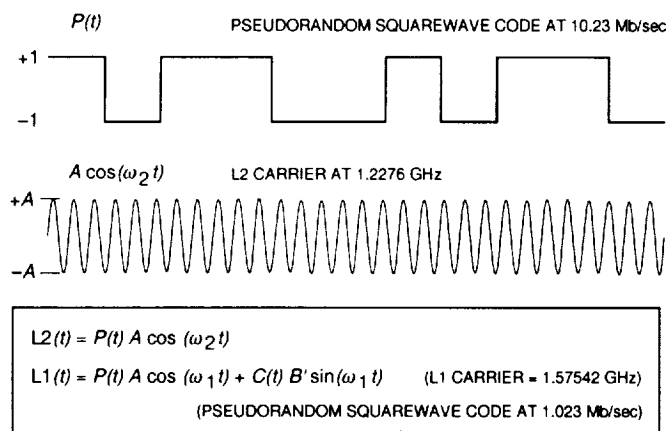 P(t) PSEUDORANDOM SQUAREWAVE CODE AT 10.23 Mb/sec
+1
−1
A cos(ω₂ t) L2 CARRIER AT 1.2276 GHz
+A
−A
L2(t) = P(t) A cos (ω₂ t)
L1(t) = P(t) A cos (ω₁ t) + C(t) B' sin(ω₁ t) (L1 CARRIER = 1.57542 GHz)
(PSEUDORANDOM SQUAREWAVE CODE AT 1.023 Mb/sec)